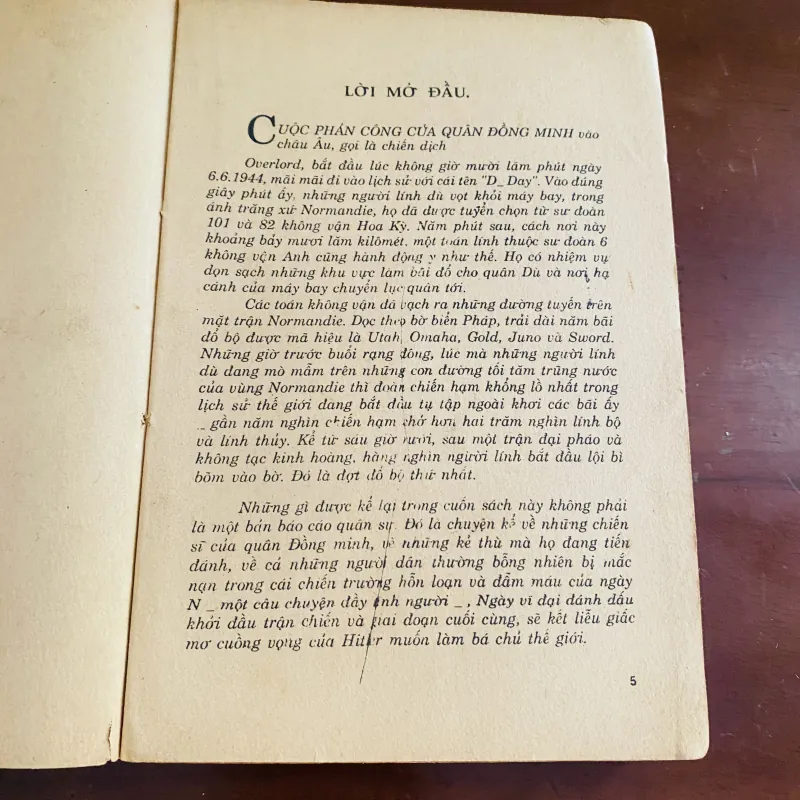 LỜI MỞ ĐẦU.
CUỘC PHẢN CÔNG CỦA QUÂN ĐỒNG MINH vào
châu Âu, gọi là chiến dịch
Overlord, bắt đầu lúc không giờ mười lăm phút ngày
6.6.1944, mãi mãi đi vào lịch sử với cái tên "D_ Day". Vào đúng
giây phút ấy, những người lính dù vọt khỏi máy bay, trong
ánh trăng xứ Normandie, họ đã được tuyển chọn từ sư đoàn
101 và 82 không vận Hoa Kỳ. Năm phút sau, cách nơi này
khoảng bảy mươi lăm kilômét, một toán lính thuộc sư đoàn 6
không vận Anh cũng hành động y như thế. Họ có nhiệm vụ
dọn sạch những khu vực làm bãi đổ cho quân Dù và nơi hạ
cánh của máy bay chuyển lục quân tới.
Các toán không vận đã vạch ra những đường tuyến trên
mặt trận Normandie. Dọc theo bờ biển Pháp, trải dài năm bãi
đổ bộ được mã hiệu là Utah, Omaha, Gold, Juno và Sword.
Những giờ trước buổi rạng đông, lúc mà những người lính
dù đang mò mẫm trên những con đường tối tăm trũng nước
của vùng Normandie thì đoàn chiến hạm khổng lồ nhất trong
lịch sử thế giới đang bắt đầu tụ tập ngoài khơi các bãi ấy
_ gần năm nghìn chiến hạm chở hơn hai trăm nghìn lính bộ
và lính thủy. Kể từ sáu giờ rưỡi, sau một trận đại pháo và
không tạc kinh hoàng, hàng nghìn người lính bắt đầu lội bì
bõm vào bờ. Đó là đợt đổ bộ thứ nhất.
Những gì được kể lại trong cuốn sách này không phải
là một bản báo cáo quân sự. Đó là chuyện kể về những chiến
sĩ của quân Đồng minh, về những kẻ thù mà họ đang tiến
đánh, về cả những người dân thường bỗng nhiên bị mắc
nạn trong cái chiến trường hỗn loạn và đẫm máu của ngày
N _ một câu chuyện đầy tình người _ , Ngày vĩ đại đánh dấu
khởi đầu trận chiến và giai đoạn cuối cùng, sẽ kết liễu giấc
mơ cuồng vọng của Hitler muốn làm bá chủ thế giới.
5